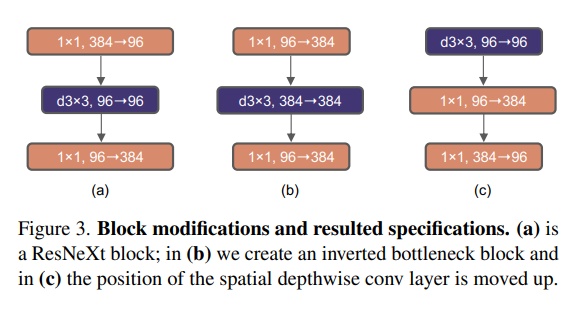 1×1, 384→96
d3×3, 96→96
1×1, 96→384
(a)
1×1, 96→384
d3×3, 384→384
1×1, 96→384
(b)
d3×3, 96→96
1×1, 96→384
1×1, 384→96
(c)
Figure 3. Block modifications and resulted specifications. (a) is
a ResNeXt block; in (b) we create an inverted bottleneck block and
in (c) the position of the spatial depthwise conv layer is moved up.